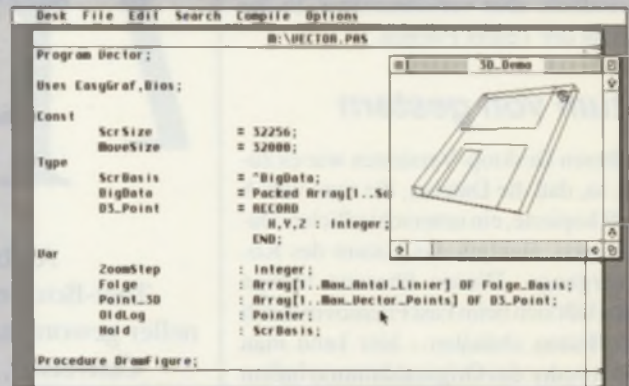 Desk File Edit Search Compile Options
M:\VECTOR.PAS
Program Vector;
3D_Demo
Uses EasyGraf,Bios;
Const
ScrSize = 32256;
MoveSize = 32000;
Type
ScrBasis = ^BigData;
BigData = Packed Array[1..Sc
D3_Point = RECORD
X,Y,Z : Integer;
END;
Var
ZoomStep : Integer;
Folge : Array[1..Max_Antal_Linier] OF Folge_Basis;
Point_3D : Array[1..Max_Vector_Points] OF D3_Point;
OldLog : Pointer
Hold : ScrBasis;
Procedure DrawFigure;